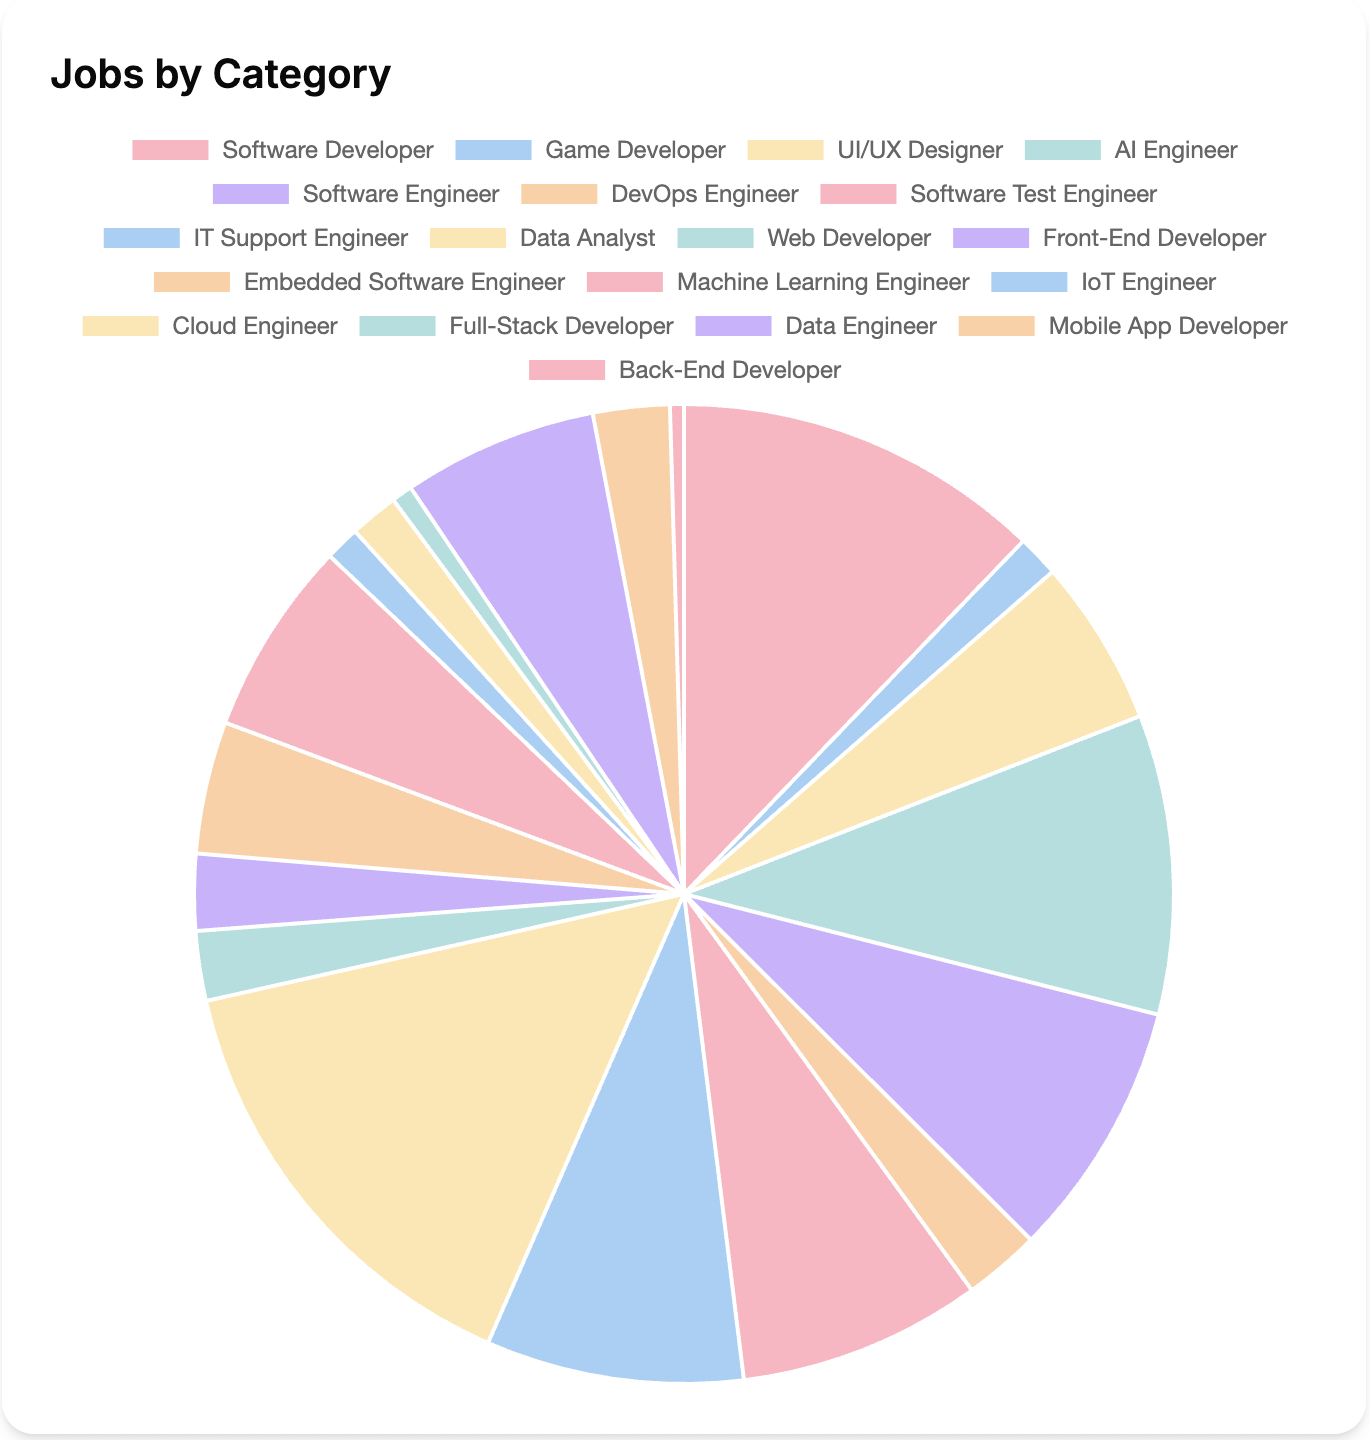 Jobs by Category
Software Developer Game Developer UI/UX Designer AI Engineer
Software Engineer DevOps Engineer Software Test Engineer
IT Support Engineer Data Analyst Web Developer Front-End Developer
Embedded Software Engineer Machine Learning Engineer IoT Engineer
Cloud Engineer Full-Stack Developer Data Engineer Mobile App Developer
Back-End Developer